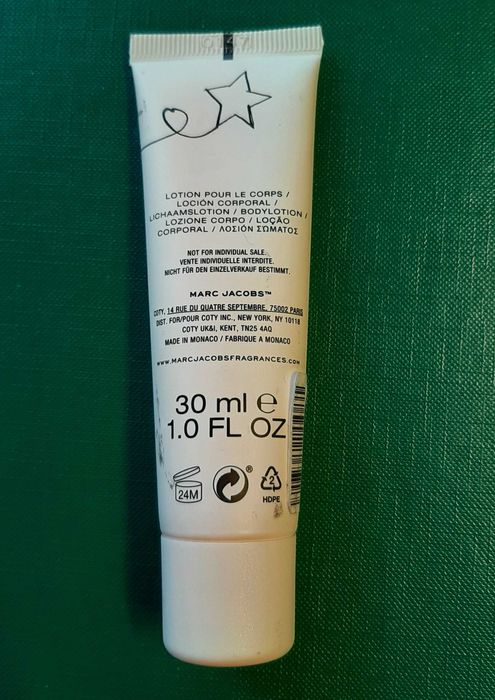 LOTION POUR LE CORPS /
LOCIÓN CORPORAL /
LICHAAMSLOTION / BODYLOTION /
LOZIONE CORPO / LOÇÃO
CORPORAL / ΛΟΣΙΟΝ ΣΩΜΑΤΟΣ
NOT FOR INDIVIDUAL SALE.
VENTE INDIVIDUELLE INTERDITE.
NICHT FÜR DEN EINZELVERKAUF BESTIMMT.
MARC JACOBS™
COTY, 14 RUE DU QUATRE SEPTEMBRE, 75002 PARIS
DIST. FOR/POUR COTY INC., NEW YORK, NY 10118
COTY UK&I, KENT, TN25 4AQ
MADE IN MONACO / FABRIQUE A MONACO
WWW.MARCJACOBSFRAGRANCES.COM
30 ml ℮
1.0 FL OZ
24M ® 2
HDPE